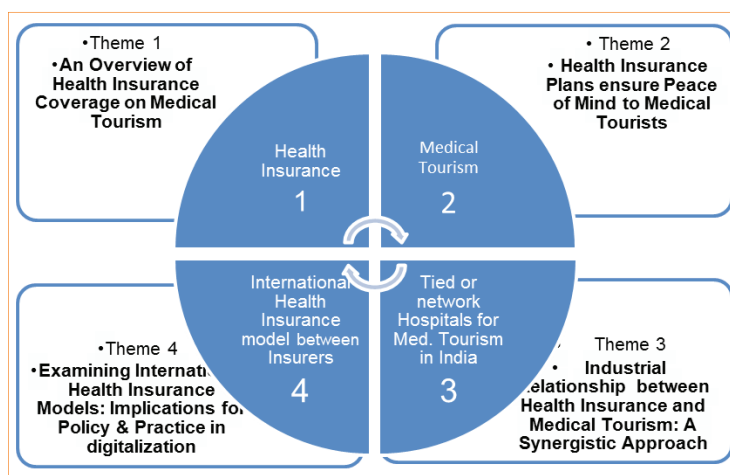 •Theme 1
•An Overview of
Health Insurance
Coverage on Medical
Tourism
• Theme 2
• Health Insurance
Plans ensure Peace
of Mind to Medical
Tourists
Health
Insurance
1
Medical
Tourism
2
International
Health
Insurance
model between
Insurers
4
Tied or
network
Hospitals for
Med. Tourism
in India
3
•Theme 4
•Examining Internation
Health Insurance
Models: Implications for
Policy & Practice in
digitalization
Theme 3
• Industrial
elationship between
Health Insurance and
Medical Tourism: A
Synergistic Approach